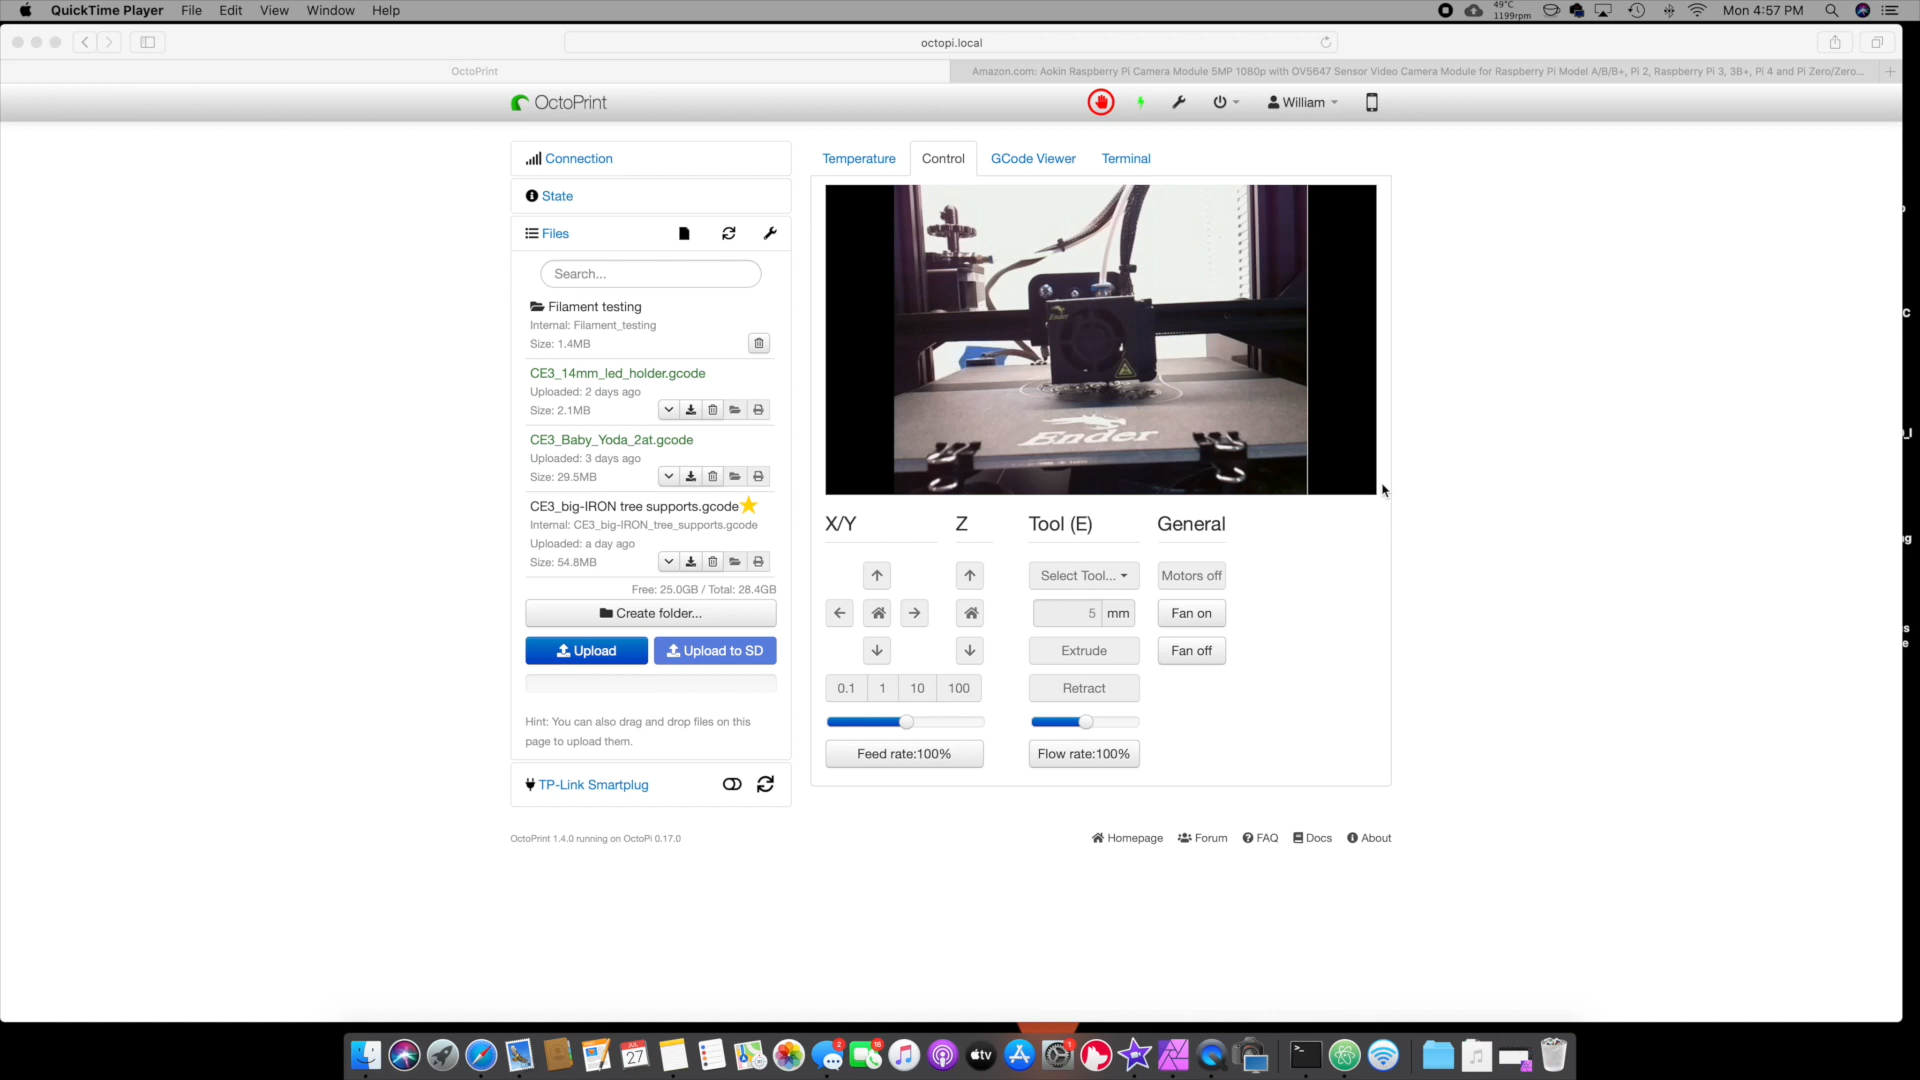 QuickTime Player File Edit View Window Help
49°C
1199rpm
Mon 4:57 PM
octopi.local
OctoPrint
Amazon.com: Aokin Raspberry Pi Camera Module 5MP 1080p with OV5647 Sensor Video Camera Module for Raspberry Pi Model A/B/B+, Pi 2, Raspberry Pi 3, 3B+, Pi 4 and Pi Zero/Zero...
OctoPrint
William
Connection
State
Files
Search...
Filament testing
Internal: Filament_testing
Size: 1.4MB
CE3_14mm_led_holder.gcode
Uploaded: 2 days ago
Size: 2.1MB
CE3_Baby_Yoda_2at.gcode
Uploaded: 3 days ago
Size: 29.5MB
CE3_big-IRON tree supports.gcode
Internal: CE3_big-IRON_tree_supports.gcode
Uploaded: a day ago
Size: 54.8MB
Free: 25.0GB / Total: 28.4GB
Create folder...
Upload
Upload to SD
Hint: You can also drag and drop files on this
page to upload them.
TP-Link Smartplug
Temperature Control GCode Viewer Terminal
Ender
X/Y Z Tool (E) General
Select Tool... Motors off
5 mm Fan on
Extrude Fan off
0.1 1 10 100 Retract
Feed rate:100% Flow rate:100%
OctoPrint 1.4.0 running on OctoPi 0.17.0
Homepage Forum FAQ Docs About
JUL
27
2
16
tv
1